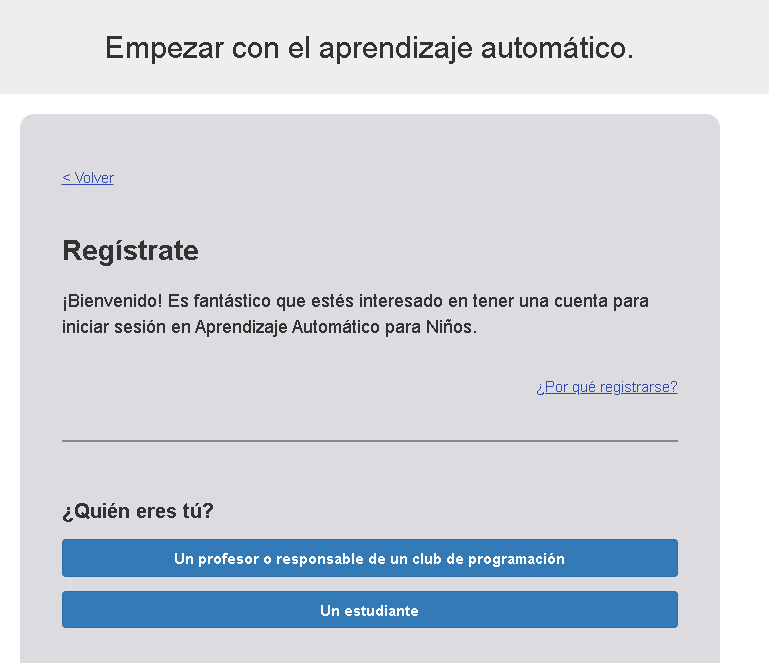 Empezar con el aprendizaje automático.
< Volver
Regístrate
¡Bienvenido! Es fantástico que estés interesado en tener una cuenta para
iniciar sesión en Aprendizaje Automático para Niños.
¿Por qué registrarse?
¿Quién eres tú?
Un profesor o responsable de un club de programación
Un estudiante